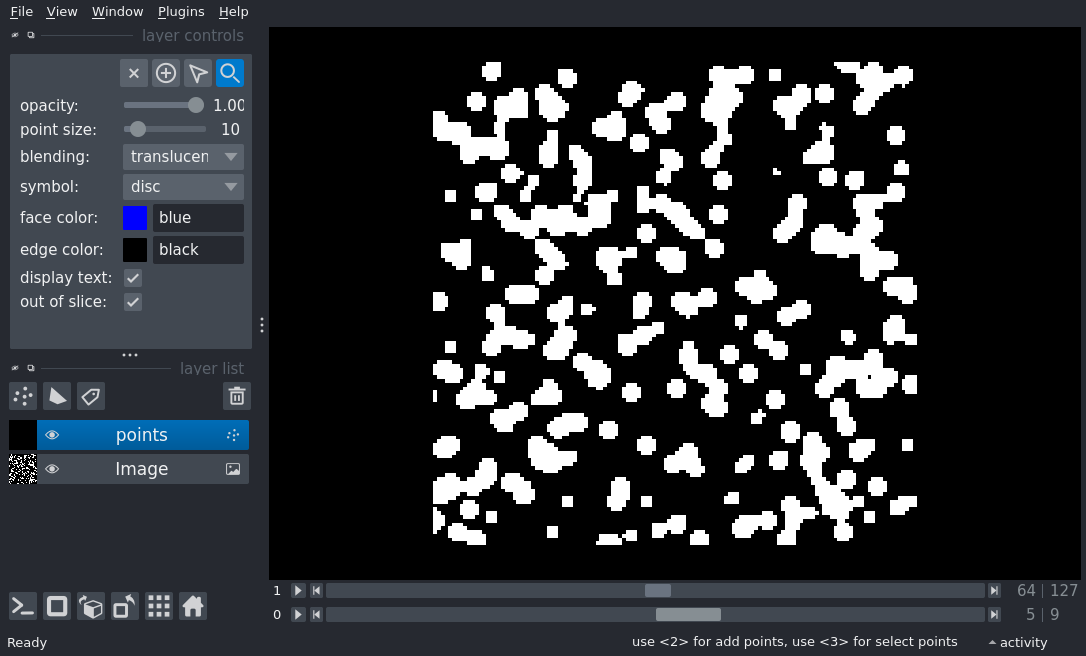 File View Window Plugins Help
layer controls
opacity: 1.00
point size: 10
blending: translucen
symbol: disc
face color: blue
edge color: black
display text:
out of slice:
layer list
points
Image
1 64 | 127
0 5 | 9
Ready use <2> for add points, use <3> for select points activity